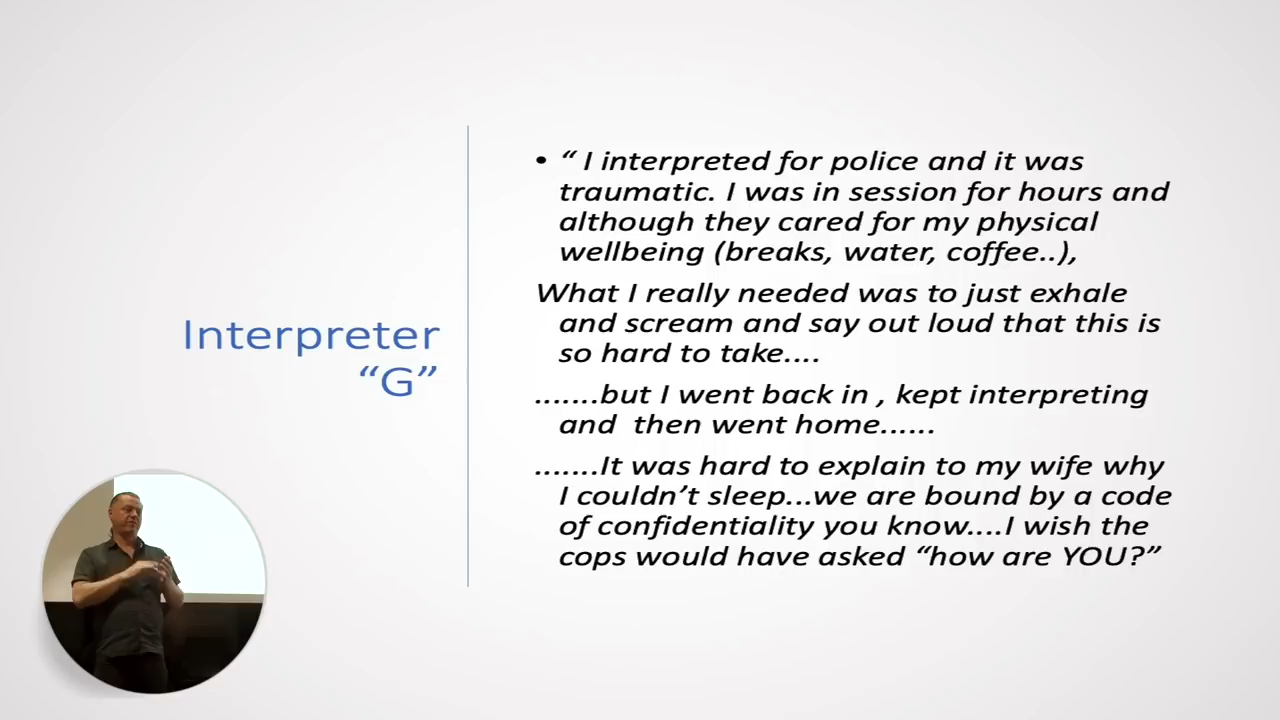 Interpreter
“G”
• “ I interpreted for police and it was
traumatic. I was in session for hours and
although they cared for my physical
wellbeing (breaks, water, coffee..),
What I really needed was to just exhale
and scream and say out loud that this is
so hard to take....
.......but I went back in , kept interpreting
and  then went home......
.......It was hard to explain to my wife why
I couldn’t sleep...we are bound by a code
of confidentiality you know....I wish the
cops would have asked “how are YOU?”